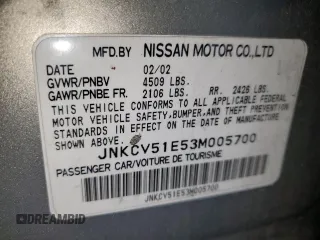 MFD.BY NISSAN MOTOR CO.,LTD
DATE 02/02
GVWR/PNBV 4509 LBS.
GAWR/PNBE FR. 2106 LBS. RR. 2428 LBS.
THIS VEHICLE CONFORMS TO ALL APPLICABLE FEDERAL
MOTOR VEHICLE SAFETY,BUMPER,AND THEFT PREVENTION
STANDARDS IN EFFECT ON THE DATE OF MANUFACTURE
SHOWN ABOVE.
JNKCV51E53M005700
PASSENGER CAR/VOITURE DE TOURISME
JNKCV51E53M005700
DREAMBID